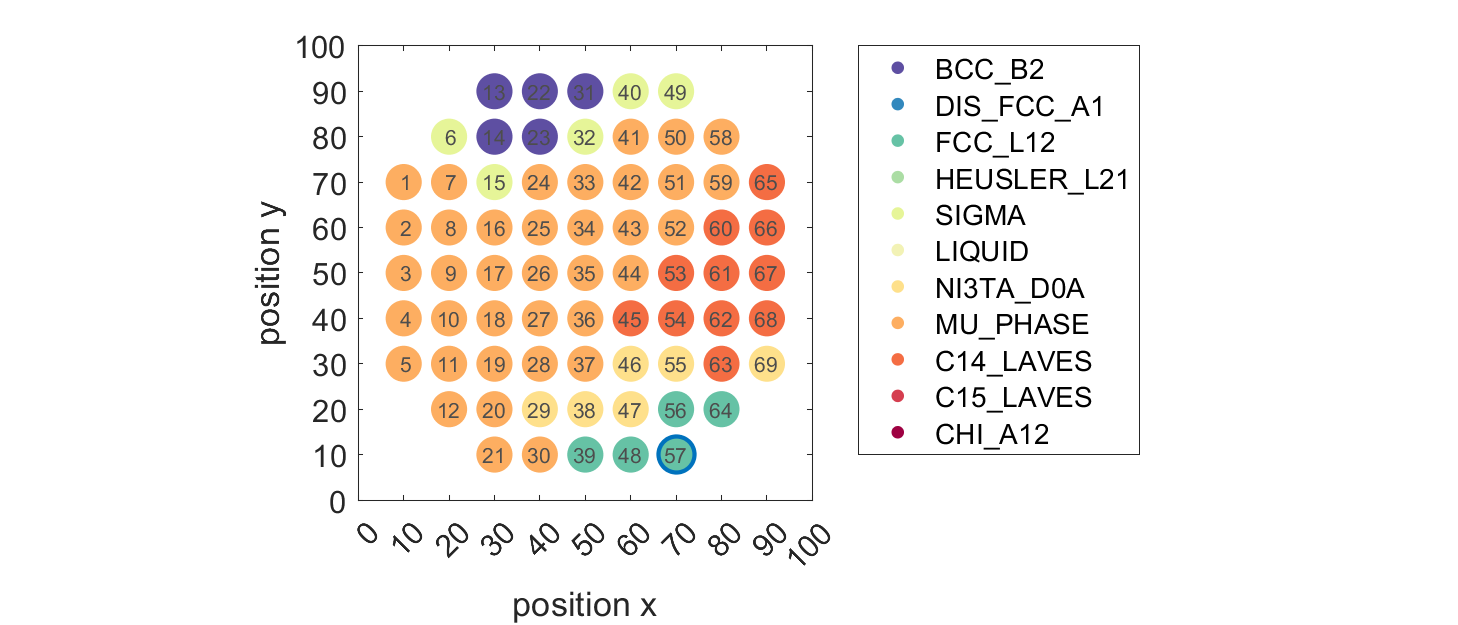 100
90
80
70
60
50
40
30
20
10
0
position y
13 22 31 40 49
6 14 23 32 41 50 58
1 7 15 24 33 42 51 59 65
2 8 16 25 34 43 52 60 66
3 9 17 26 35 44 53 61 67
4 10 18 27 36 45 54 62 68
5 11 19 28 37 46 55 63 69
12 20 29 38 47 56 64
21 30 39 48 57
0 10 20 30 40 50 60 70 80 90 100
position x
BCC_B2
DIS_FCC_A1
FCC_L12
HEUSLER_L21
SIGMA
LIQUID
NI3TA_D0A
MU_PHASE
C14_LAVES
C15_LAVES
CHI_A12